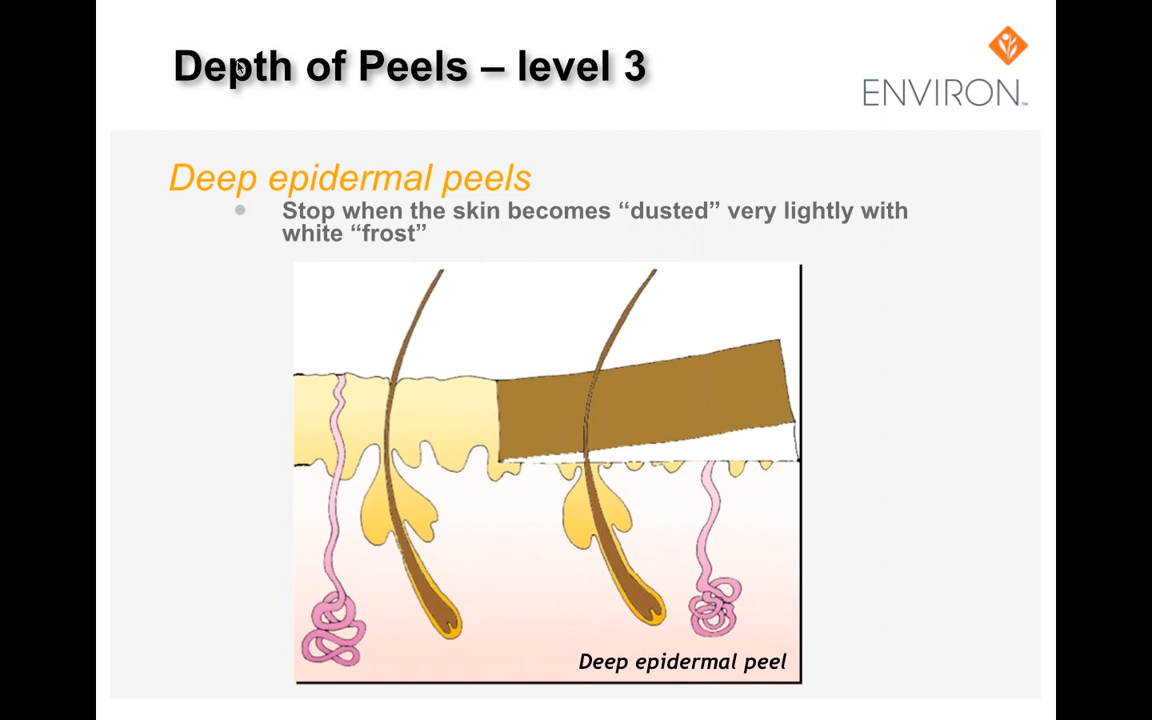 Depth of Peels – level 3
ENVIRON™
Deep epidermal peels
Stop when the skin becomes “dusted” very lightly with
white “frost”
Deep epidermal peel